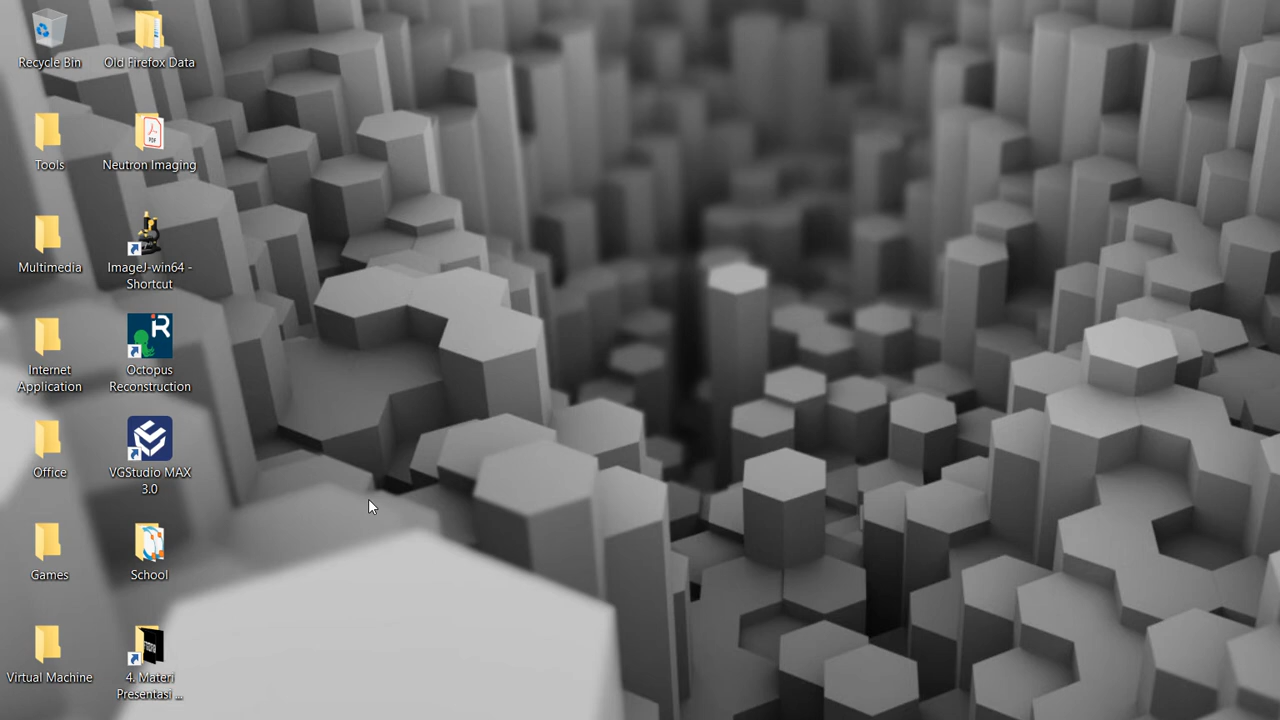 Recycle Bin
Old Firefox Data
Tools
Neutron Imaging
Multimedia
ImageJ-win64 -
Shortcut
Internet
Application
Octopus
Reconstruction
Office
VGStudio MAX
3.0
Games
School
Virtual Machine
4. Materi
Presentasi ...